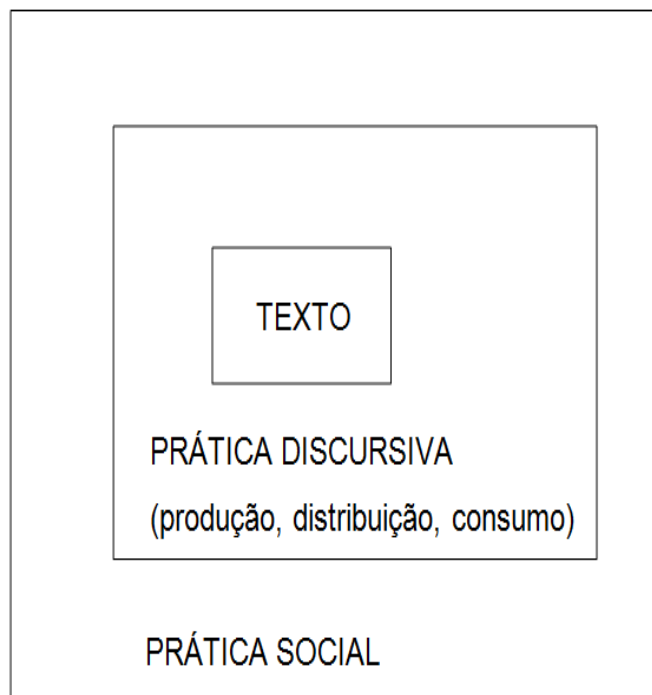 TEXTO
PRÁTICA DISCURSIVA
(produção, distribuição, consumo)
PRÁTICA SOCIAL